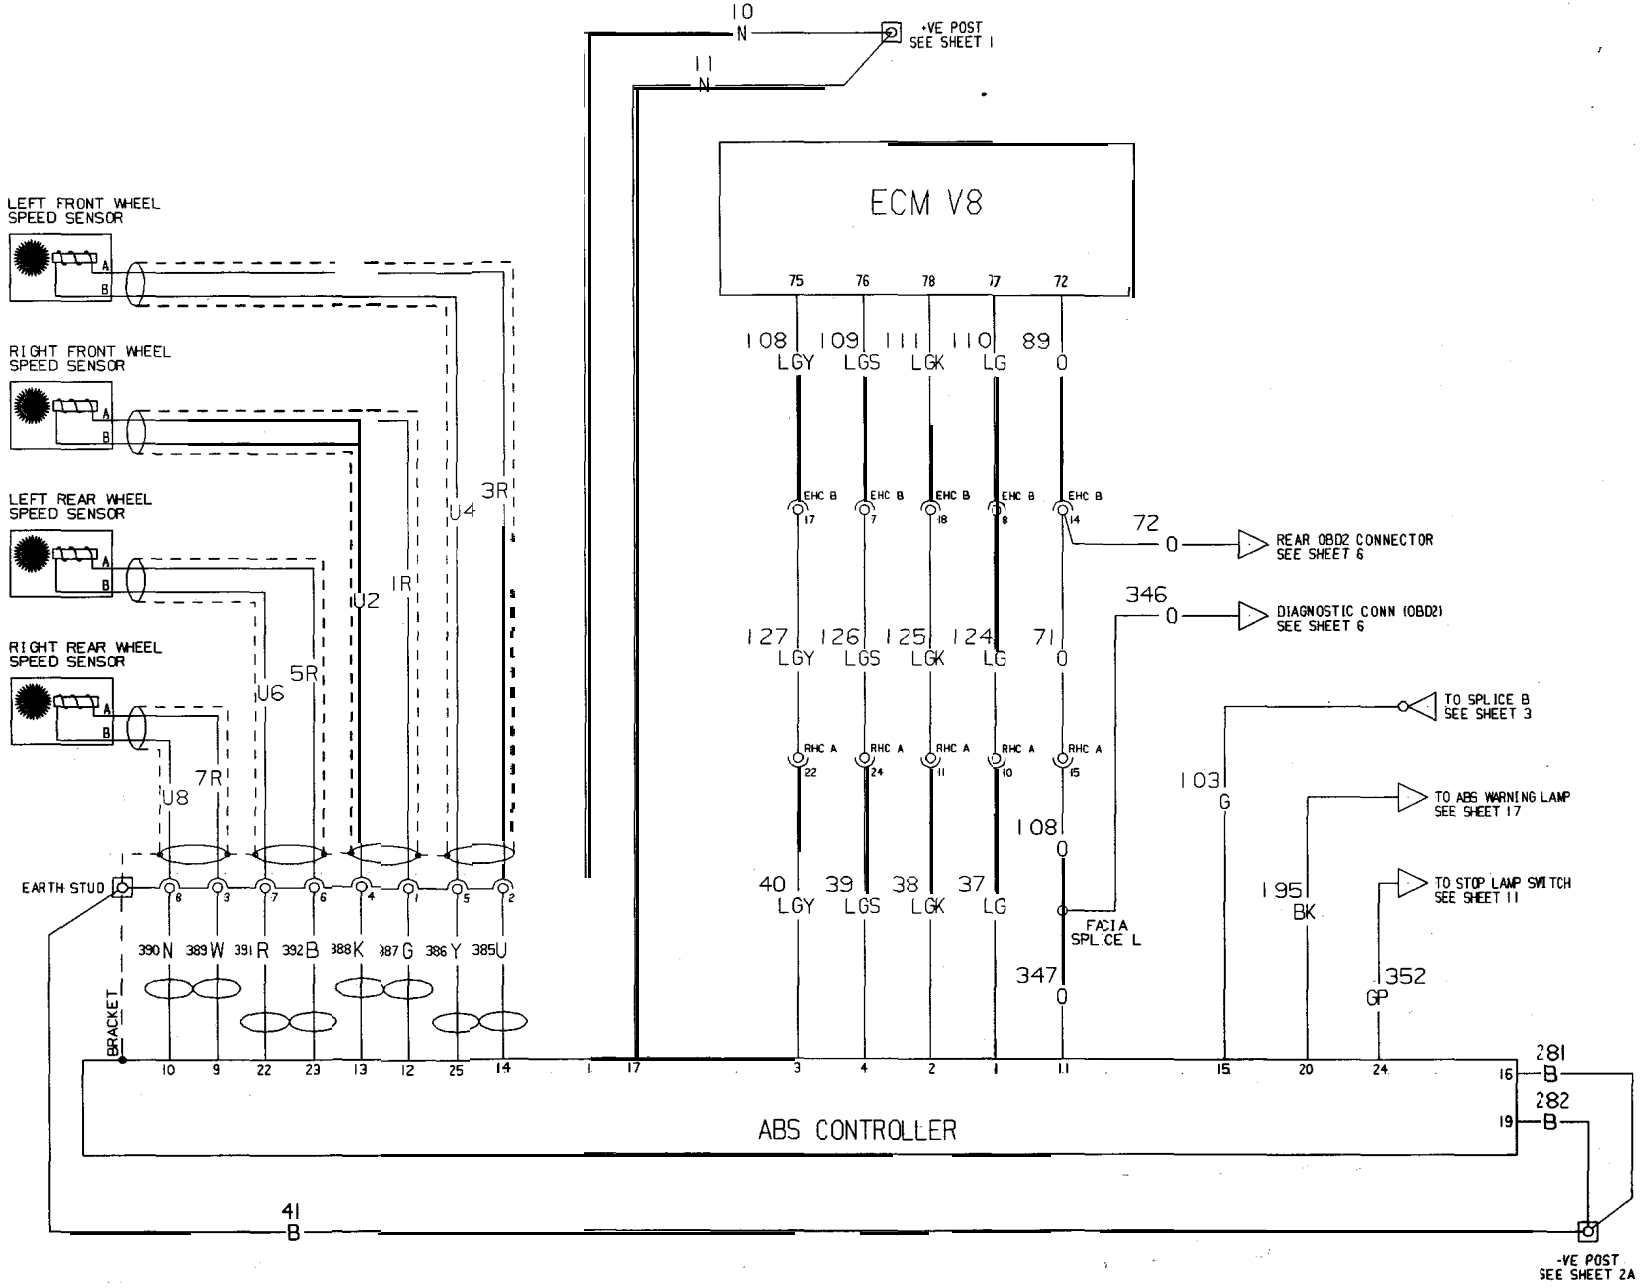 10
N
+VE POST
SEE SHEET 1
11
N
ECM V8
75 76 78 77 72
LEFT FRONT WHEEL
SPEED SENSOR
A
B
RIGHT FRONT WHEEL
SPEED SENSOR
A
B
LEFT REAR WHEEL
SPEED SENSOR
A
B
RIGHT REAR WHEEL
SPEED SENSOR
A
B
108 109 111 110 89
LGY LGS LGK LG O
3R
U4
EHC B EHC B EHC B EHC B EHC B
17 7 18 8 14
72
O
REAR OBD2 CONNECTOR
SEE SHEET 6
1R
U2
346
O
DIAGNOSTIC CONN (OBD2)
SEE SHEET 6
127 126 125 124 71
LGY LGS LGK LG O
5R
U6
TO SPLICE B
SEE SHEET 3
RHC A RHC A RHC A RHC A RHC A
22 24 11 10 15
7R
U8
103
G
TO ABS WARNING LAMP
SEE SHEET 17
108
O
40 39 38 37
LGY LGS LGK LG
195
BK
TO STOP LAMP SWITCH
SEE SHEET 11
EARTH STUD
8 3 7 6 4 1 5 2
FACIA
SPLICE L
390N 389W 391R 392B 388K 387G 386Y 385U
347
O
352
GP
BRACKET
10 9 22 23 13 12 25 14 1 17 3 4 2 1 11 15 20 24
16
281
B
19
282
B
ABS CONTROLLER
41
B
-VE POST
SEE SHEET 2A